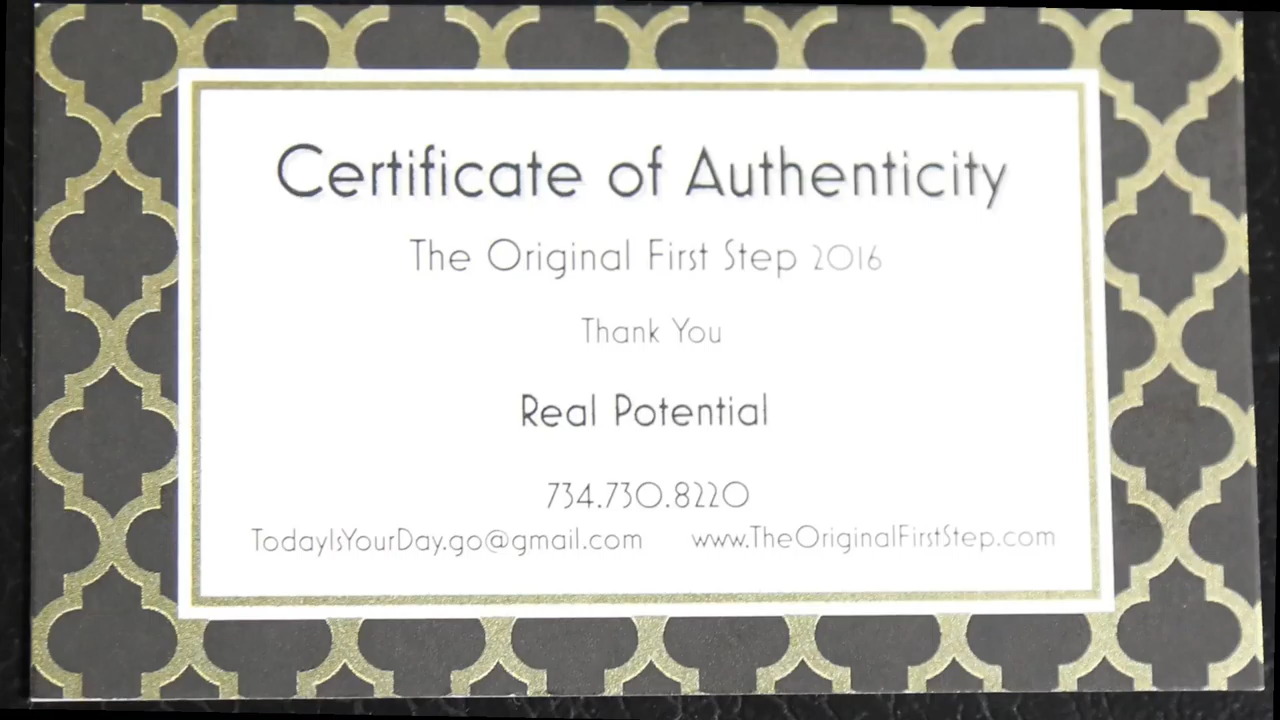 Certificate of Authenticity
The Original First Step 2016
Thank You
Real Potential
734.730.8220
TodayIsYourDay.go@gmail.com www.TheOriginalFirstStep.com